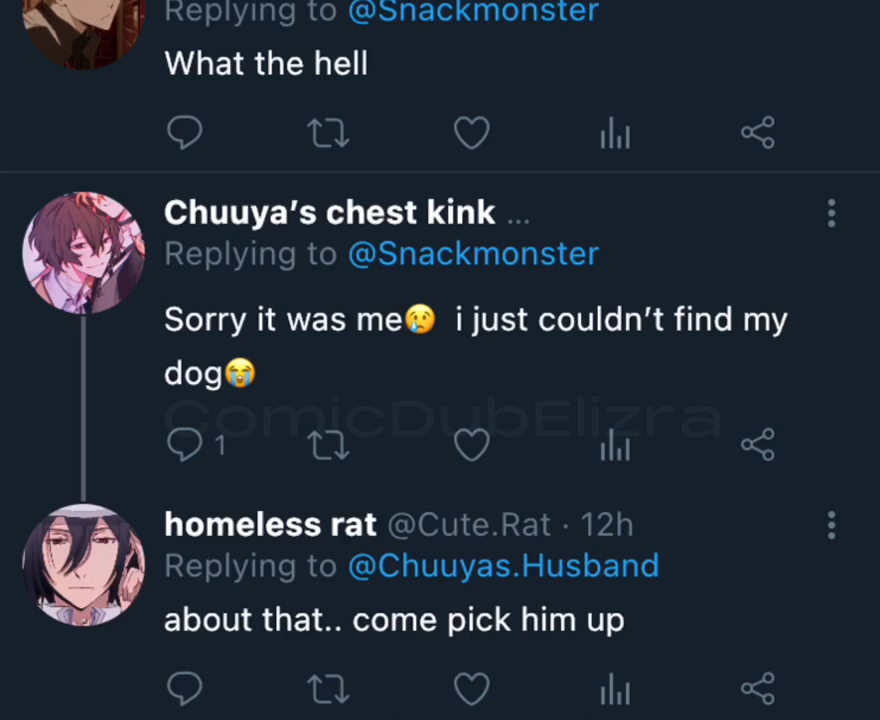 Replying to @Snackmonster
What the hell
Chuuya’s chest kink ...
Replying to @Snackmonster
Sorry it was me😢 i just couldn’t find my
dog😭
ComicDubElizra
1
homeless rat @Cute.Rat · 12h
Replying to @Chuuyas.Husband
about that.. come pick him up